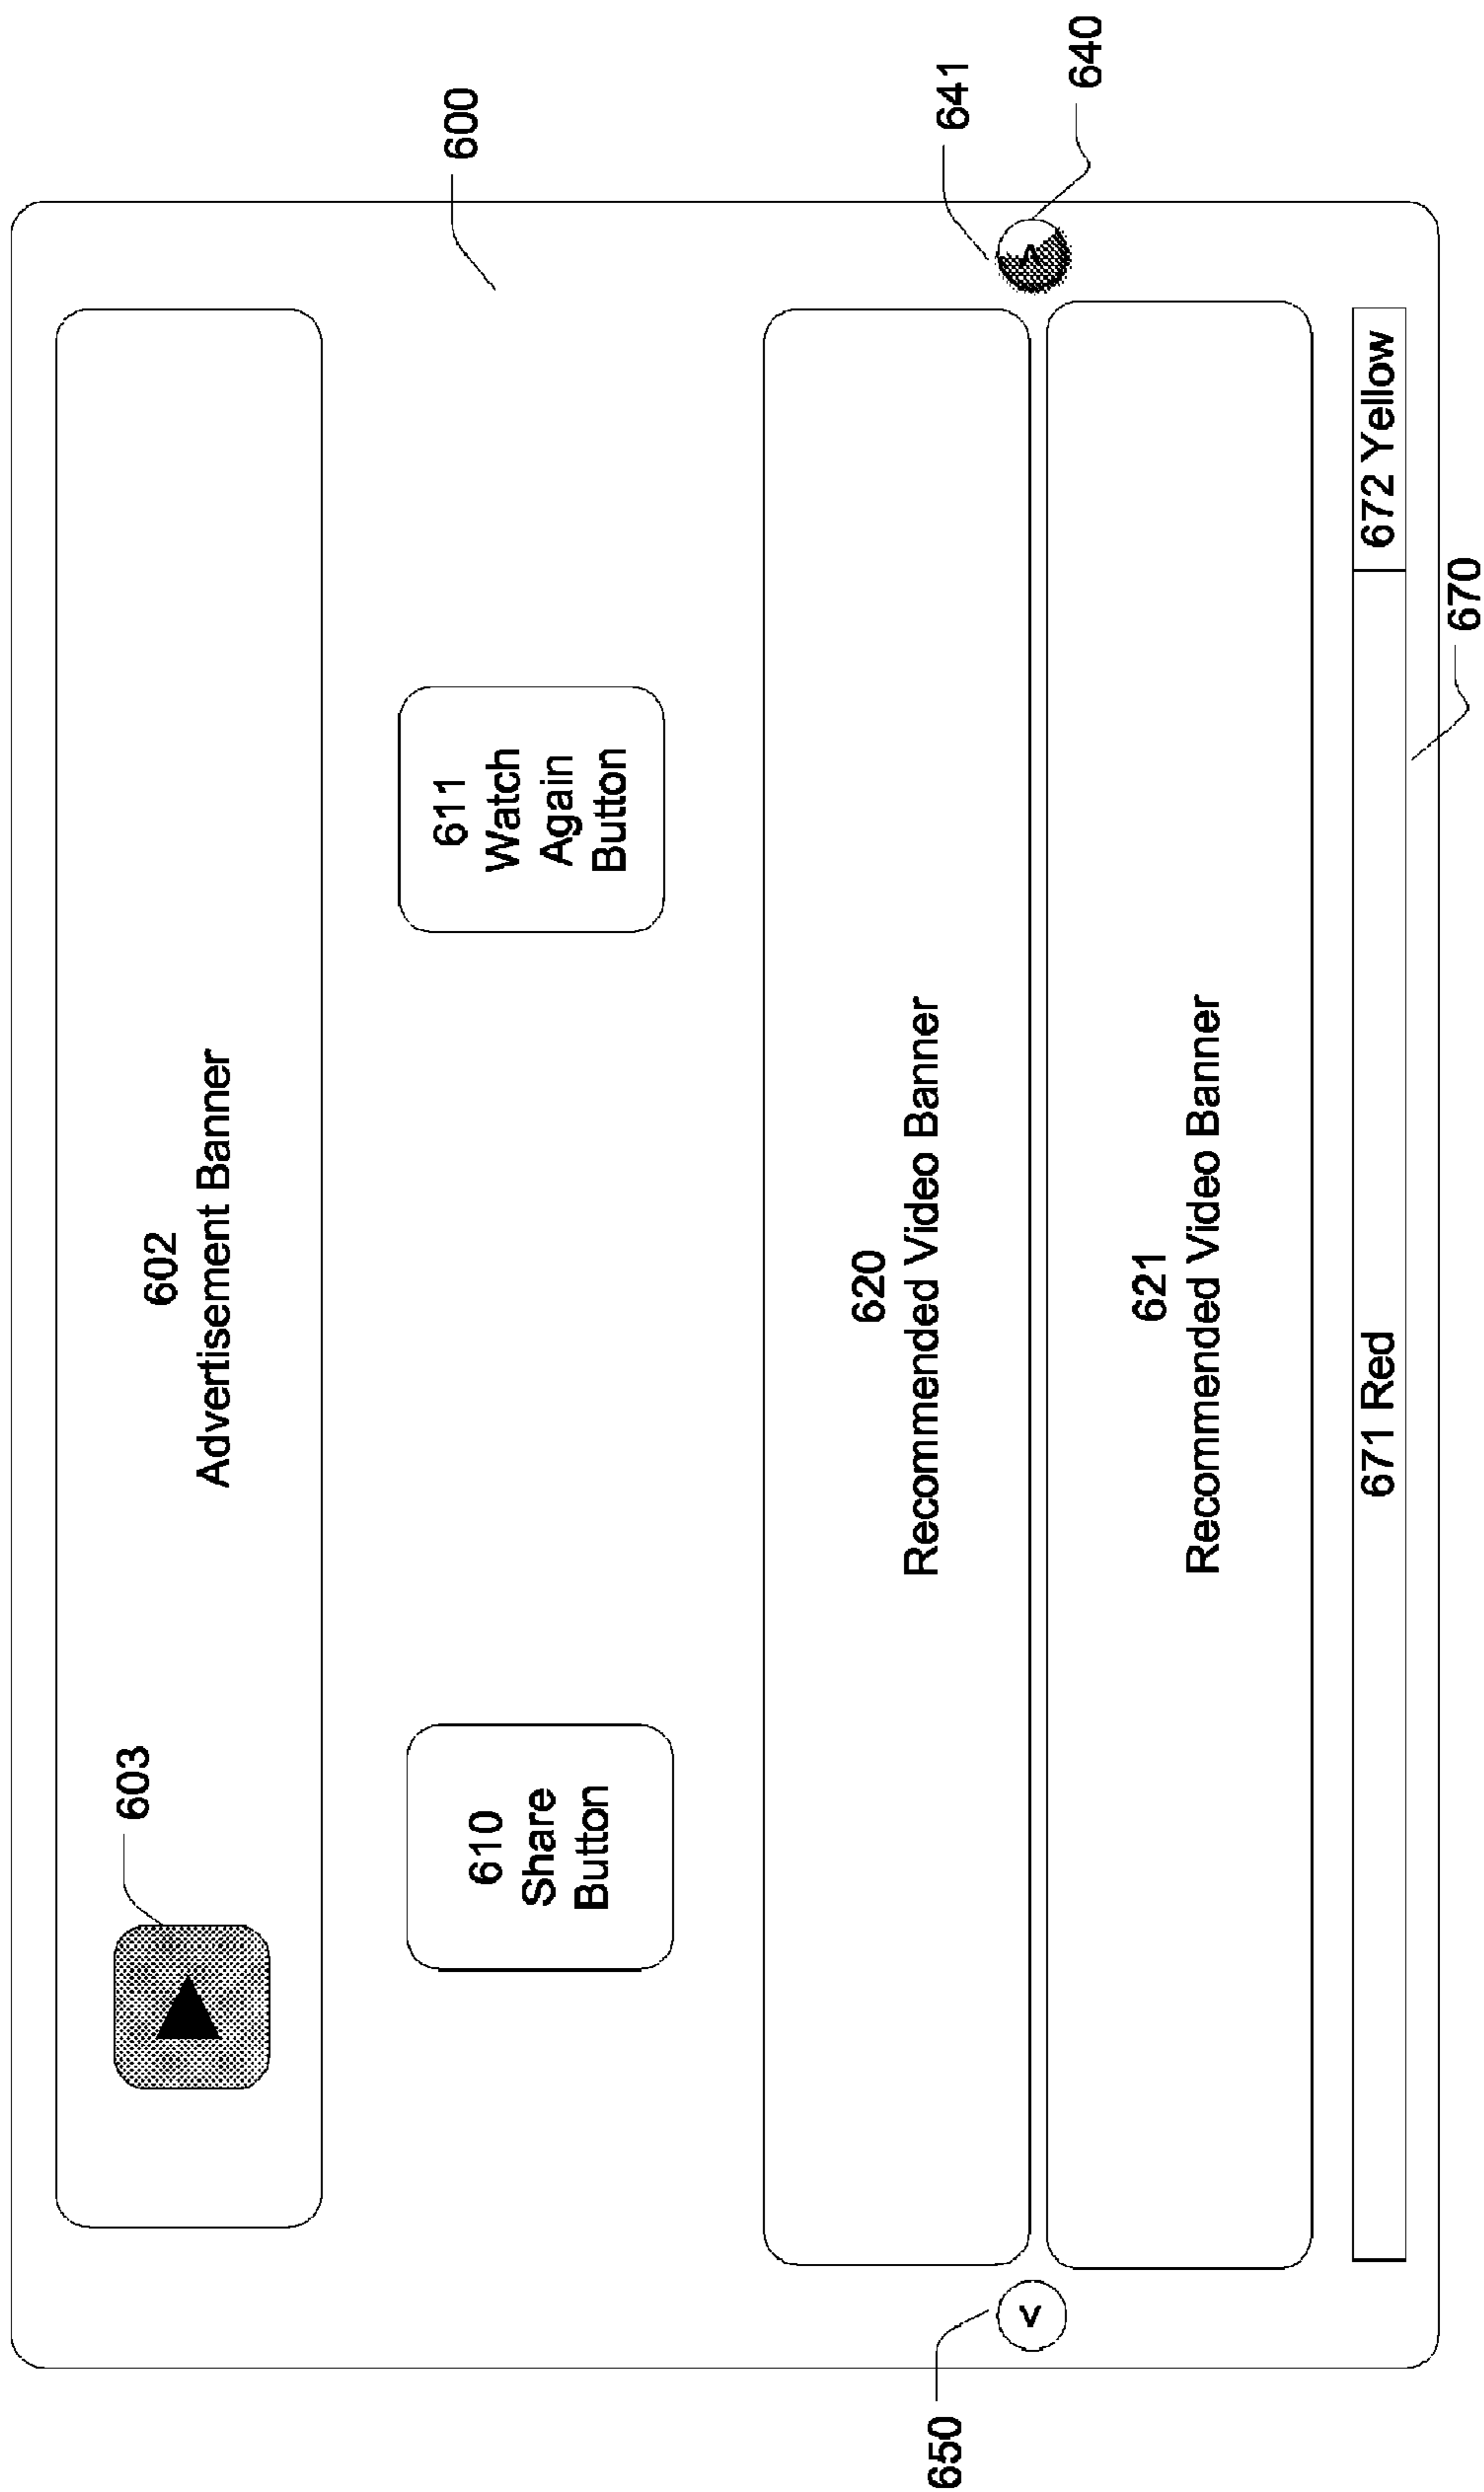 603
602
Advertisement Banner
600
610
Share
Button
611
Watch
Again
Button
620
Recommended Video Banner
650
<
641
>
640
621
Recommended Video Banner
671 Red
672 Yellow
670